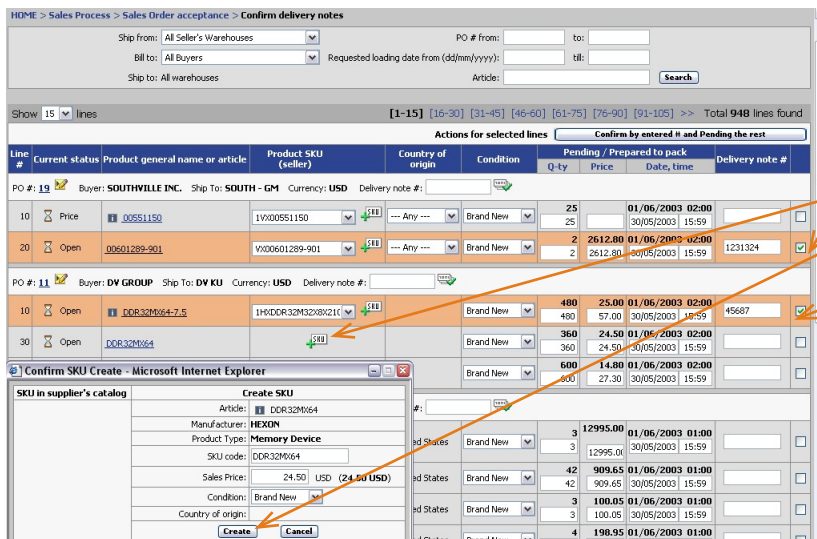 HOME > Sales Process > Sales Order acceptance > Confirm delivery notes
Ship from: All Seller's Warehouses PO # from: to:
Bill to: All Buyers Requested loading date from (dd/mm/yyyy): till:
Ship to: All warehouses Article: Search
Show 15 lines [1-15] [16-30] [31-45] [46-60] [61-75] [76-90] [91-105] >> Total 948 lines found
Actions for selected lines Confirm by entered # and Pending the rest
Line # Current status Product general name or article Product SKU (seller) Country of origin Condition Pending / Prepared to pack Delivery note #
Q-ty Price Date, time
PO #: 19 Buyer: SOUTHVILLE INC. Ship To: SOUTH - GM Currency: USD Delivery note #:
10 Price 00551150 1VX00551150 SKU --- Any --- Brand New 25 01/06/2003 02:00
25 30/05/2003 15:59
20 Open 00601289-901 VX00601289-901 SKU --- Any --- Brand New 2 2612.80 01/06/2003 02:00 1231324
2 2612.80 30/05/2003 15:59
PO #: 11 Buyer: DV GROUP Ship To: DV KU Currency: USD Delivery note #:
10 Open DDR32MX64-7.5 1HXDDR32M32X8X21( SKU Brand New 480 25.00 01/06/2003 02:00 45687
480 57.00 30/05/2003 15:59
30 Open DDR32MX64 SKU Brand New 360 24.50 01/06/2003 02:00
360 24.50 30/05/2003 15:59
Brand New 600 14.80 01/06/2003 02:00
600 27.30 30/05/2003 15:59
#:
ed States Brand New 3 12995.00 01/06/2003 01:00
3 12995.0( 30/05/2003 15:59
ed States Brand New 42 909.65 01/06/2003 01:00
42 909.65 30/05/2003 15:59
ed States Brand New 3 100.05 01/06/2003 01:00
3 100.05 30/05/2003 15:59
4 198.95 01/06/2003 01:00
Confirm SKU Create - Microsoft Internet Explorer
SKU in supplier's catalog Create SKU
Article: DDR32MX64
Manufacturer: HEXON
Product Type: Memory Device
SKU code: DDR32MX64
Sales Price: 24.50 USD (24.50 USD)
Condition: Brand New
Country of origin:
Create Cancel